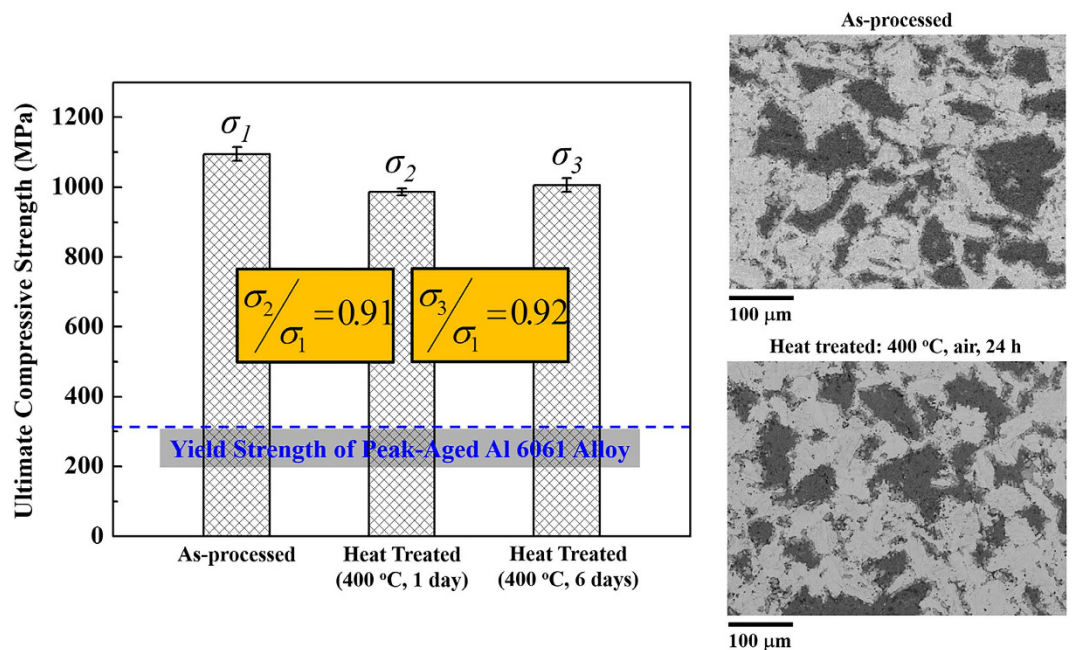 Ultimate Compressive Strength (MPa)
1200
1000
800
600
400
200
0
σ1
σ2
σ3
σ2/σ1 = 0.91
σ3/σ1 = 0.92
Yield Strength of Peak-Aged Al 6061 Alloy
As-processed
Heat Treated
(400 °C, 1 day)
Heat Treated
(400 °C, 6 days)
As-processed
100 μm
Heat treated: 400 °C, air, 24 h
100 μm